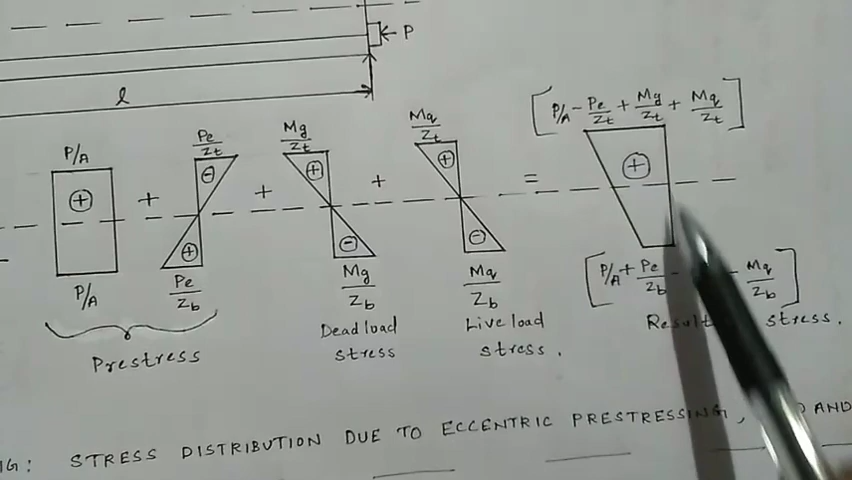 P
l
P/A + Pe/Zt + Mg/Zt + Mq/Zt = [P/A - Pe/Zt + Mg/Zt + Mq/Zt]
⊕ ⊖ ⊕ ⊕ ⊕
⊕ ⊖ ⊖
P/A Pe/Zb Mg/Zb Mq/Zb [P/A + Pe/Zb - - Mq/Zb]
Prestress
Dead load
stress
Live load
stress.
stress.
STRESS DISTRIBUTION DUE TO ECCENTRIC PRESTRESSING,